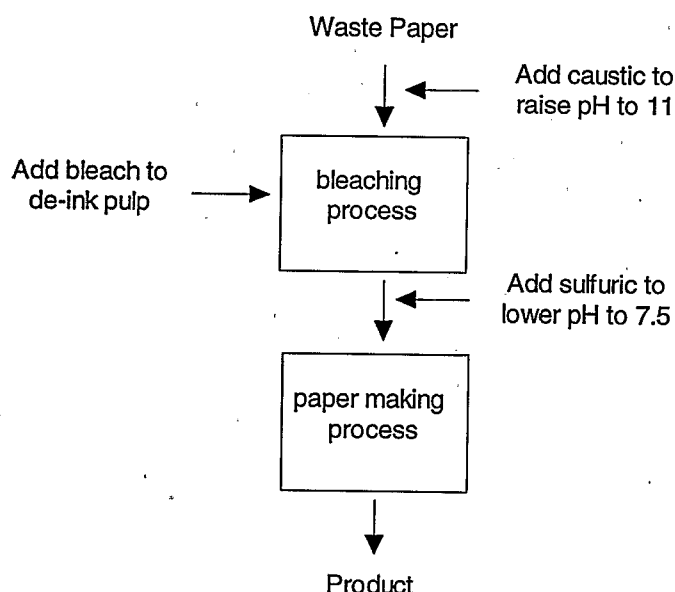 Waste Paper
Add caustic to
raise pH to 11
Add bleach to
de-ink pulp
bleaching
process
Add sulfuric to
lower pH to 7.5
paper making
process
Product